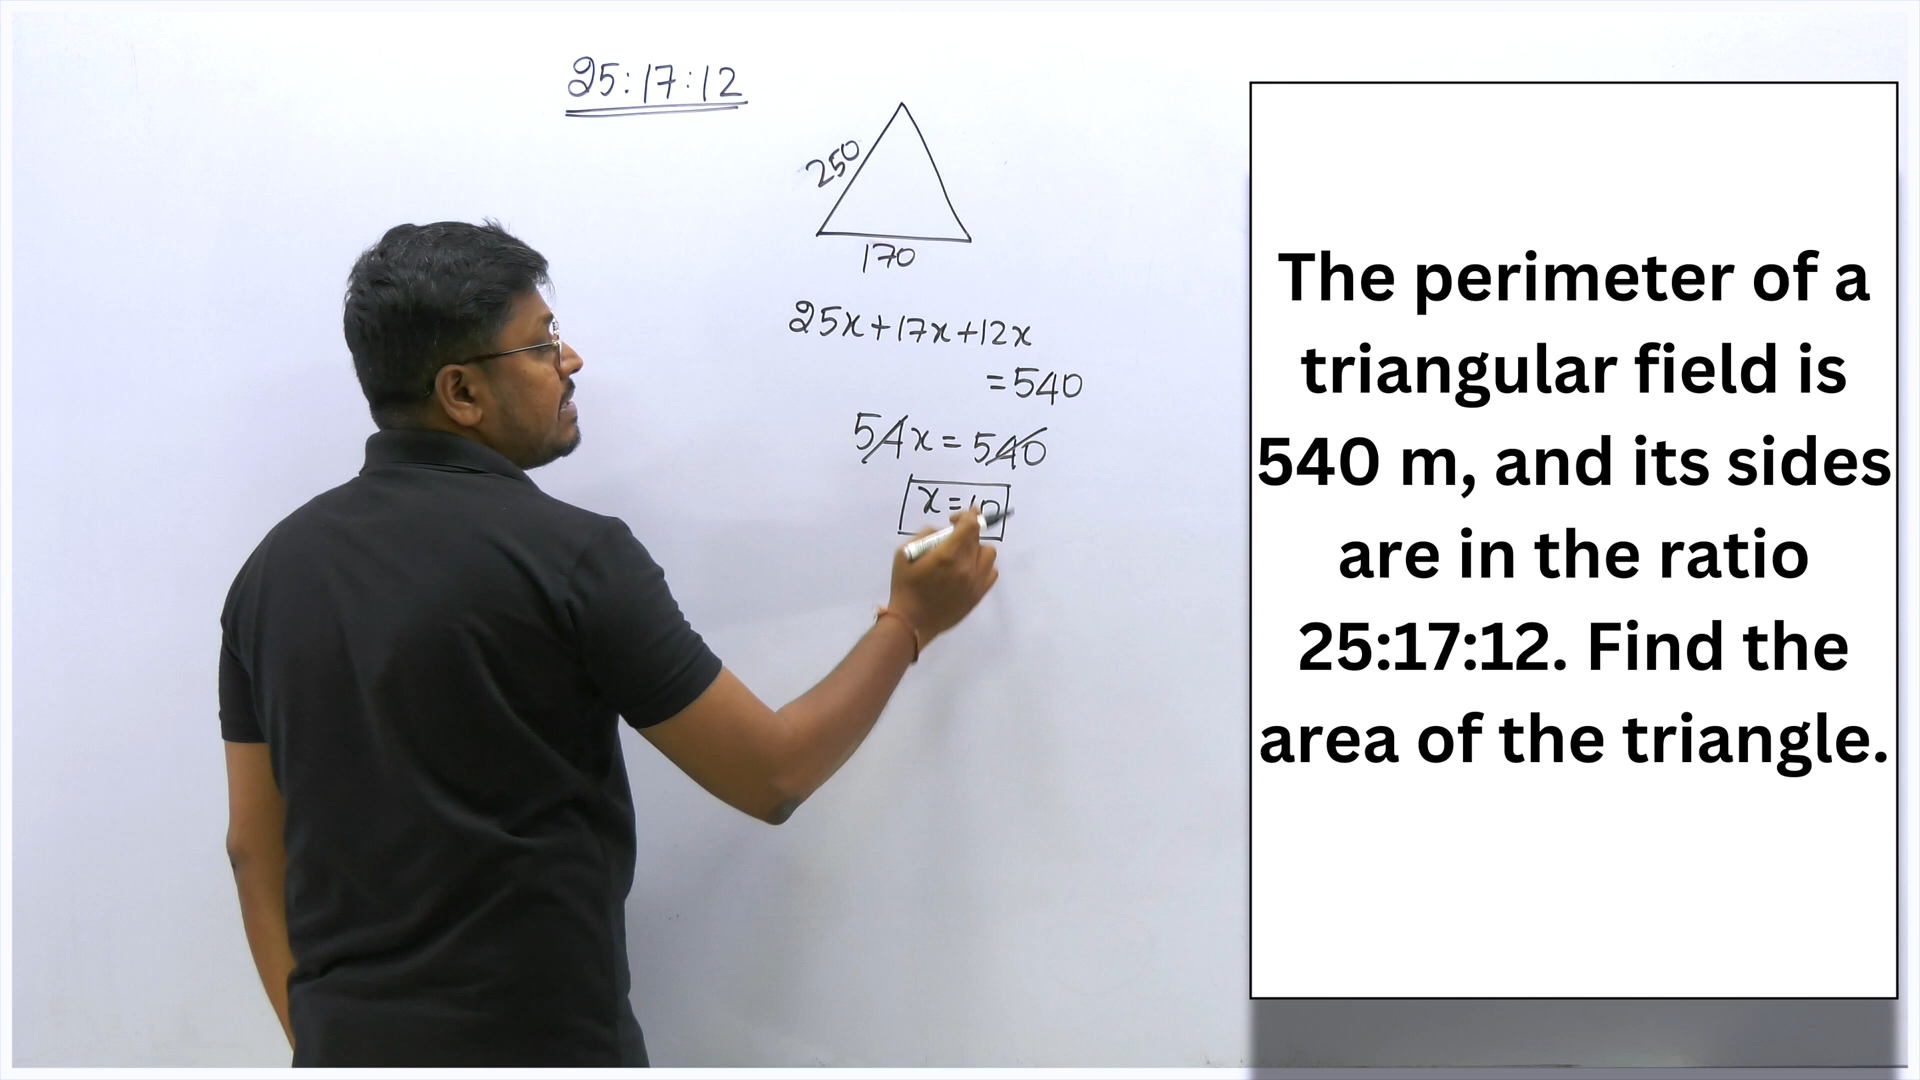 25:17:12
250
170
25x+17x+12x
=540
54x=540
x=10
The perimeter of a
triangular field is
540 m, and its sides
are in the ratio
25:17:12. Find the
area of the triangle.